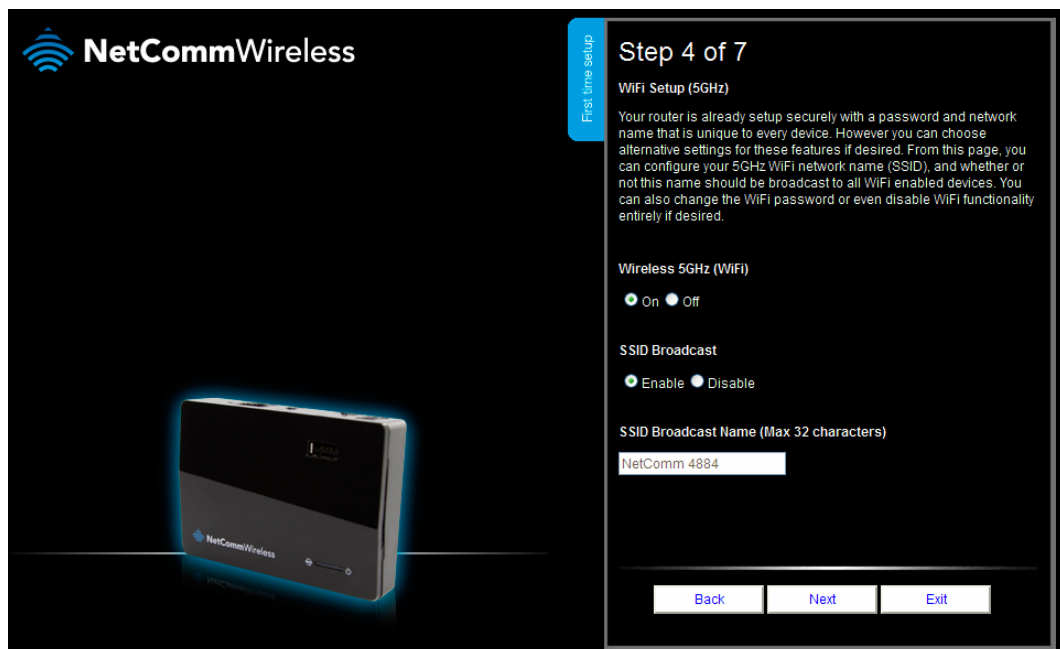 NetCommWireless
First time setup
Step 4 of 7
WiFi Setup (5GHz)
Your router is already setup securely with a password and network
name that is unique to every device. However you can choose
alternative settings for these features if desired. From this page, you
can configure your 5GHz WiFi network name (SSID), and whether or
not this name should be broadcast to all WiFi enabled devices. You
can also change the WiFi password or even disable WiFi functionality
entirely if desired.
Wireless 5GHz (WiFi)
On Off
SSID Broadcast
Enable Disable
SSID Broadcast Name (Max 32 characters)
NetComm 4884
NetCommWireless
Back Next Exit